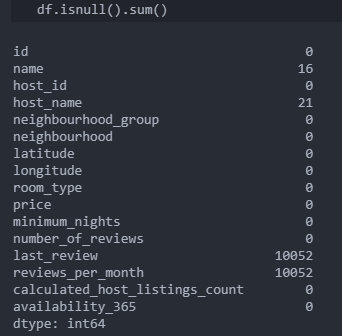 df.isnull().sum()
id 0
name 16
host_id 0
host_name 21
neighbourhood_group 0
neighbourhood 0
latitude 0
longitude 0
room_type 0
price 0
minimum_nights 0
number_of_reviews 0
last_review 10052
reviews_per_month 10052
calculated_host_listings_count 0
availability_365 0
dtype: int64